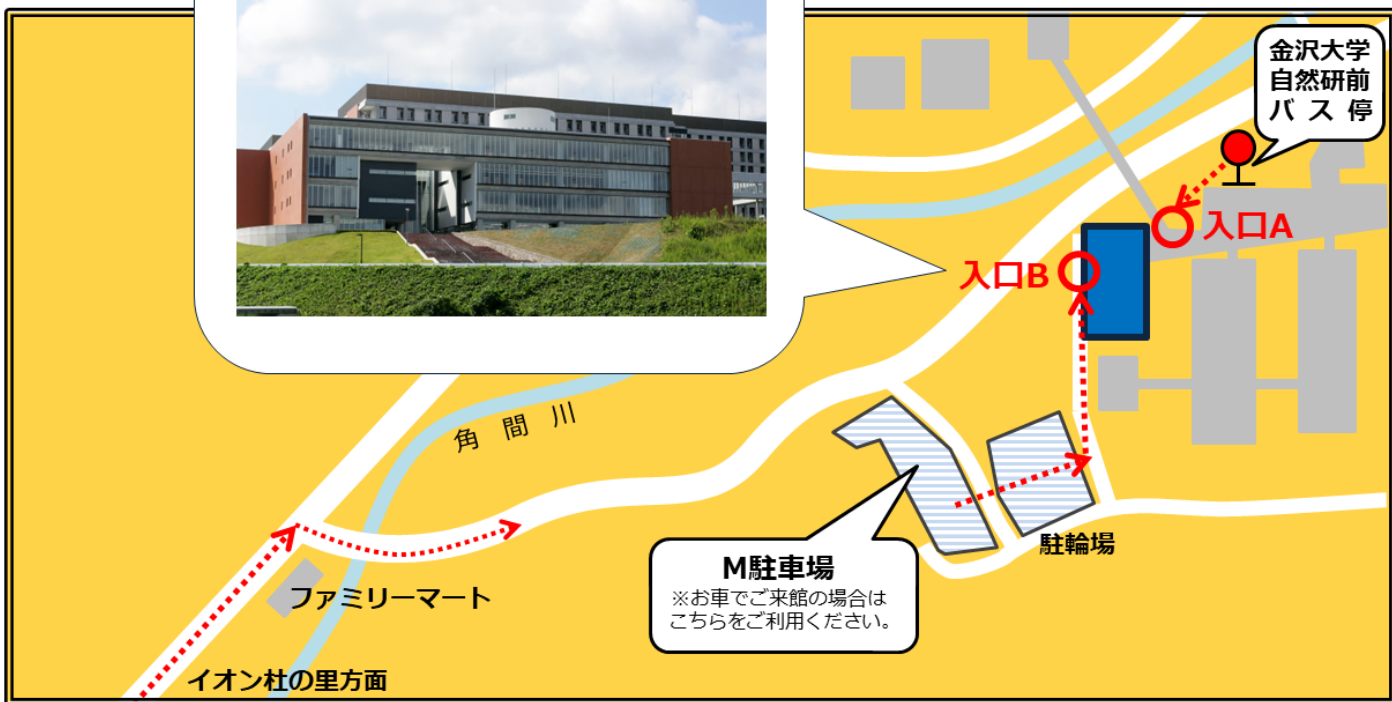 金沢大学
自然研前
バス停
入口A
入口B
角間川
M駐車場
※お車でご来館の場合は
こちらをご利用ください。
駐輪場
ファミリーマート
イオン杜の里方面